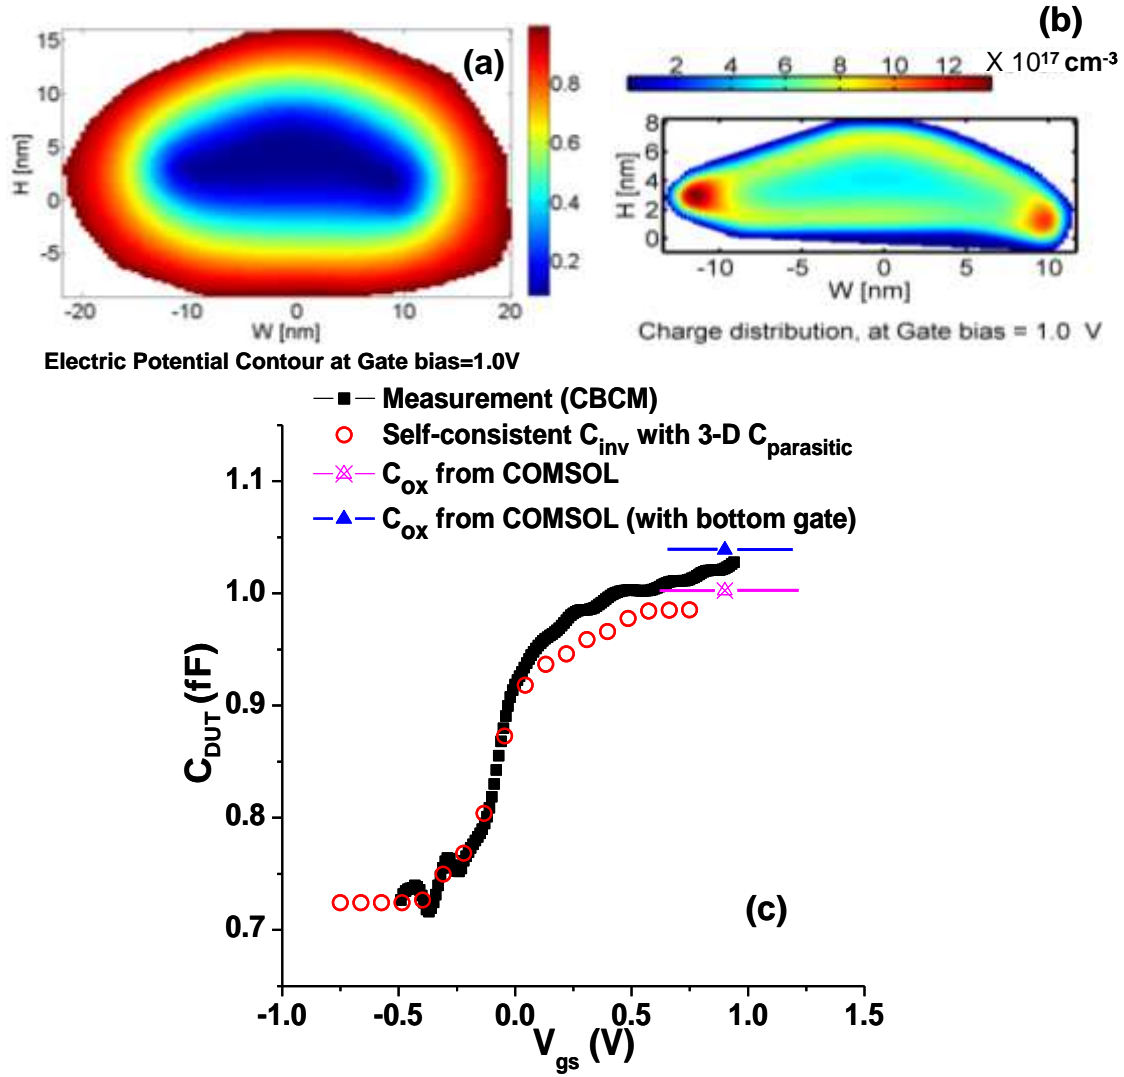 (a)
15
10
5
0
-5
H [nm]
-20 -10 0 10 20
W [nm]
0.8
0.6
0.4
0.2
Electric Potential Contour at Gate bias=1.0V
(b)
2 4 6 8 10 12 X 10¹⁷ cm⁻³
8
6
4
2
0
H [nm]
-10 -5 0 5 10
W [nm]
Charge distribution, at Gate bias = 1.0 V
Measurement (CBCM)
Self-consistent C_inv with 3-D C_parasitic
C_ox from COMSOL
C_ox from COMSOL (with bottom gate)
1.1
1.0
0.9
0.8
0.7
C_DUT (fF)
(c)
-1.0 -0.5 0.0 0.5 1.0 1.5
V_gs (V)